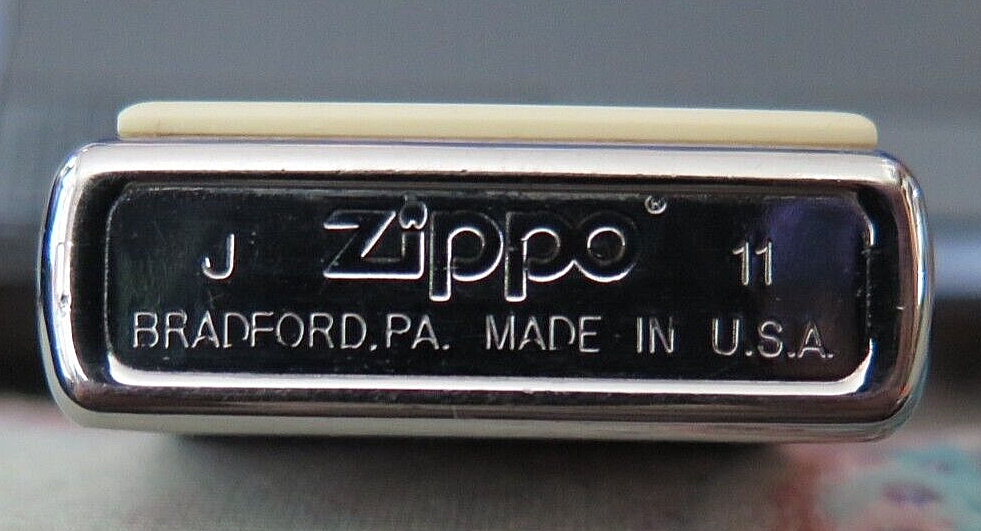 J Zippo® 11
BRADFORD, PA. MADE IN U.S.A.